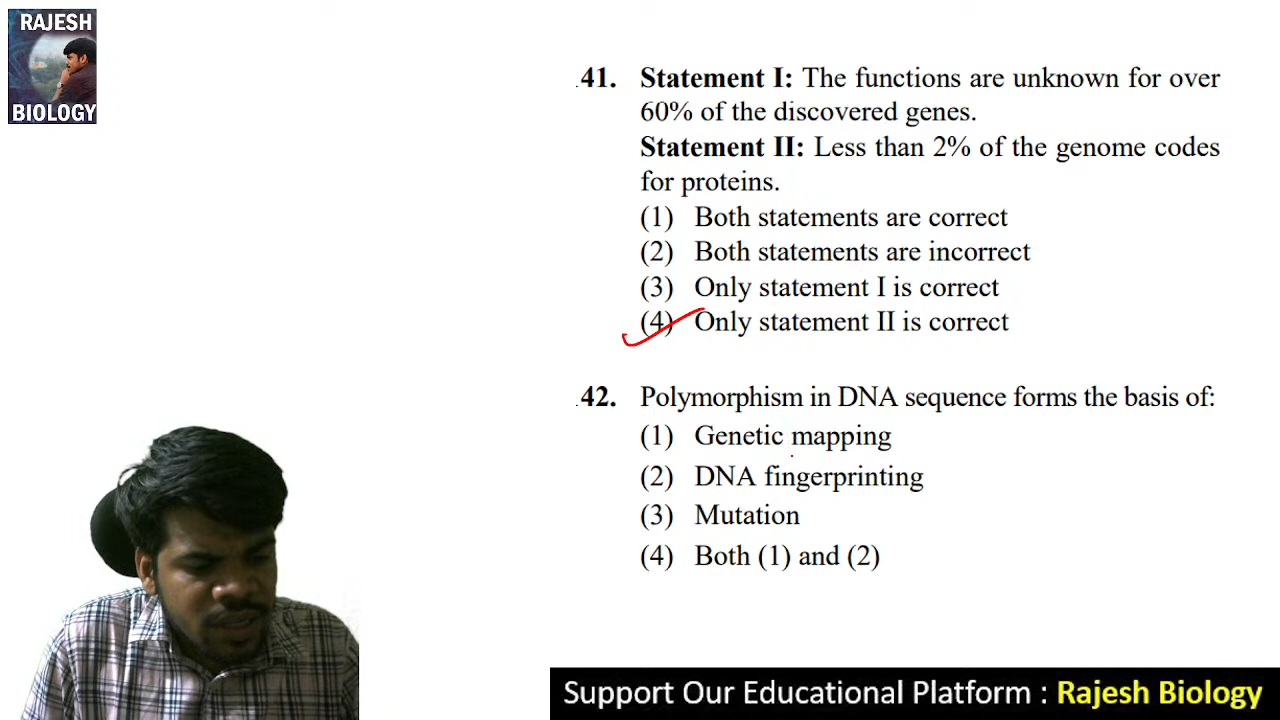 RAJESH
BIOLOGY
41. Statement I: The functions are unknown for over
60% of the discovered genes.
Statement II: Less than 2% of the genome codes
for proteins.
(1) Both statements are correct
(2) Both statements are incorrect
(3) Only statement I is correct
(4) Only statement II is correct
42. Polymorphism in DNA sequence forms the basis of:
(1) Genetic mapping
(2) DNA fingerprinting
(3) Mutation
(4) Both (1) and (2)
Support Our Educational Platform : Rajesh Biology